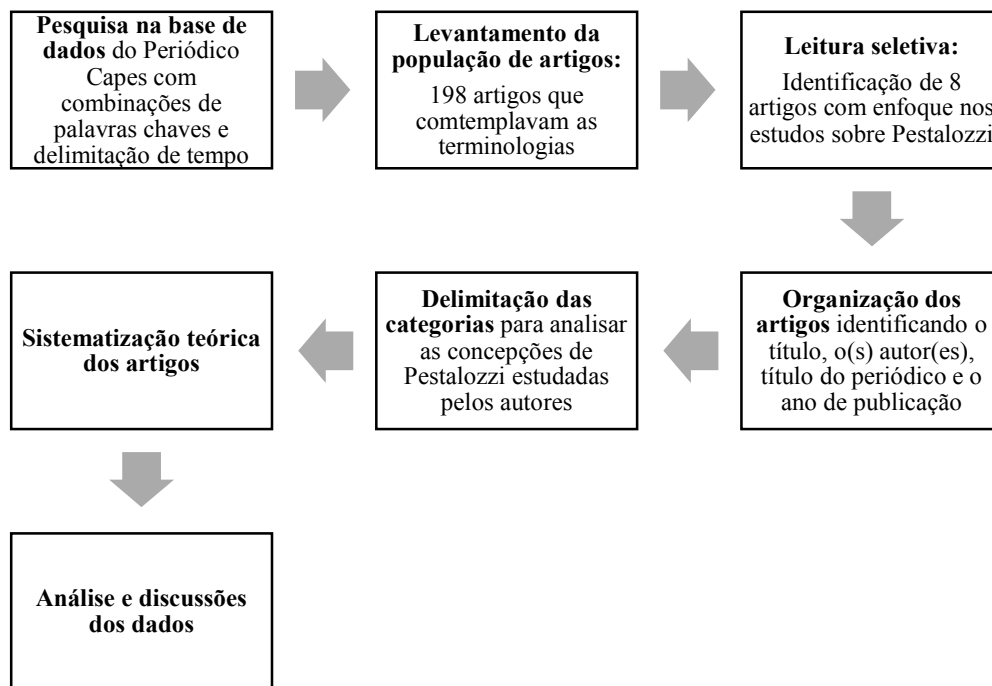 Pesquisa na base de
dados do Periódico
Capes com
combinações de
palavras chaves e
delimitação de tempo
Levantamento da
população de artigos:
198 artigos que
comtemplavam as
terminologias
Leitura seletiva:
Identificação de 8
artigos com enfoque nos
estudos sobre Pestalozzi
Organização dos
artigos identificando o
título, o(s) autor(es),
título do periódico e o
ano de publicação
Delimitação das
categorias para analisar
as concepções de
Pestalozzi estudadas
pelos autores
Sistematização teórica
dos artigos
Análise e discussões
dos dados